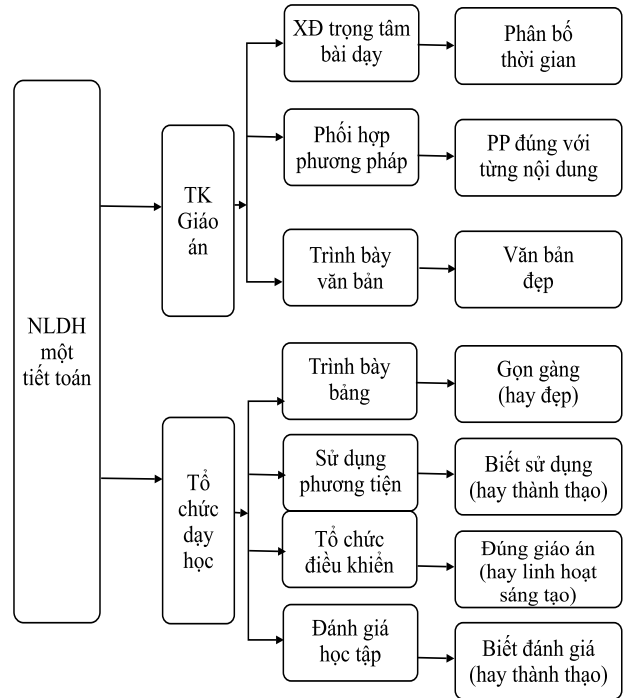 NLDH
một
tiết toán
TK
Giáo
án
XĐ trọng tâm
bài dạy
Phân bố
thời gian
Phối hợp
phương pháp
PP đúng với
từng nội dung
Trình bày
văn bản
Văn bản
đẹp
Tổ
chức
dạy
học
Trình bày
bảng
Gọn gàng
(hay đẹp)
Sử dụng
phương tiện
Biết sử dụng
(hay thành thạo)
Tổ chức
điều khiển
Đúng giáo án
(hay linh hoạt
sáng tạo)
Đánh giá
học tập
Biết đánh giá
(hay thành thạo)